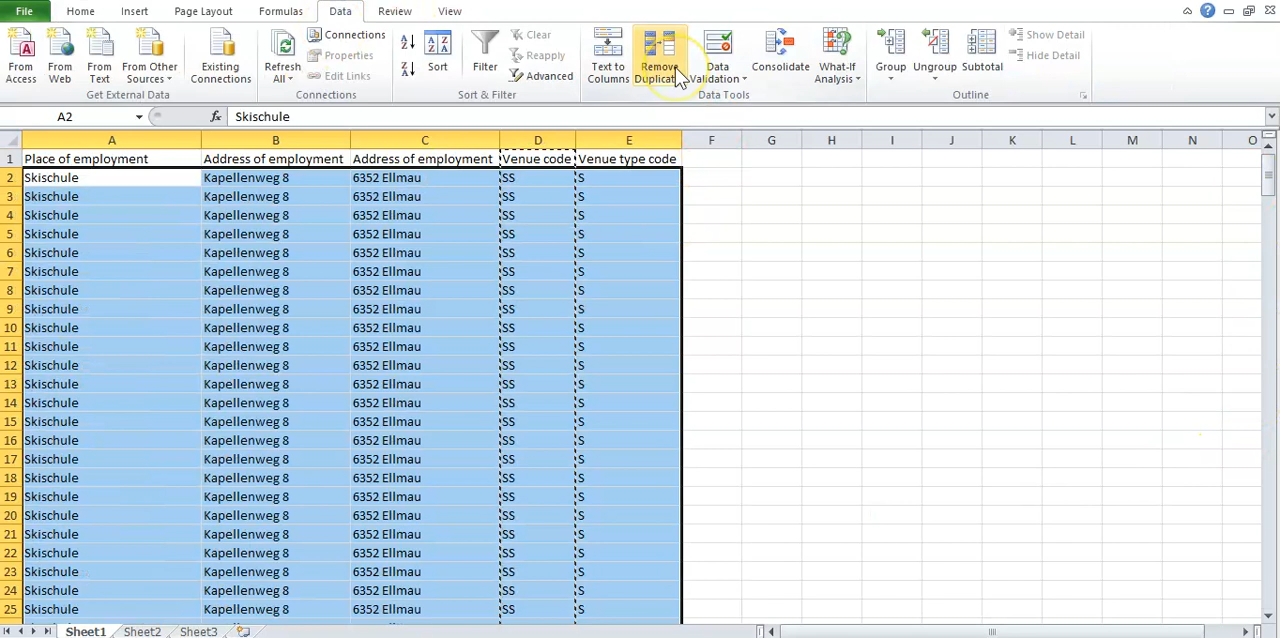 File Home Insert Page Layout Formulas Data Review View
From Access From Web From Text From Other Sources Existing Connections Refresh All Connections Properties Edit Links Sort Filter Clear Reapply Advanced Text to Columns Remove Duplicat Data Validation Consolidate What-If Analysis Group Ungroup Subtotal Show Detail Hide Detail
Get External Data Connections Sort & Filter Data Tools Outline
A2 fx Skischule
A B C D E F G H I J K L M N O
1 Place of employment Address of employment Address of employment Venue code Venue type code
2 Skischule Kapellenweg 8 6352 Ellmau SS S
3 Skischule Kapellenweg 8 6352 Ellmau SS S
4 Skischule Kapellenweg 8 6352 Ellmau SS S
5 Skischule Kapellenweg 8 6352 Ellmau SS S
6 Skischule Kapellenweg 8 6352 Ellmau SS S
7 Skischule Kapellenweg 8 6352 Ellmau SS S
8 Skischule Kapellenweg 8 6352 Ellmau SS S
9 Skischule Kapellenweg 8 6352 Ellmau SS S
10 Skischule Kapellenweg 8 6352 Ellmau SS S
11 Skischule Kapellenweg 8 6352 Ellmau SS S
12 Skischule Kapellenweg 8 6352 Ellmau SS S
13 Skischule Kapellenweg 8 6352 Ellmau SS S
14 Skischule Kapellenweg 8 6352 Ellmau SS S
15 Skischule Kapellenweg 8 6352 Ellmau SS S
16 Skischule Kapellenweg 8 6352 Ellmau SS S
17 Skischule Kapellenweg 8 6352 Ellmau SS S
18 Skischule Kapellenweg 8 6352 Ellmau SS S
19 Skischule Kapellenweg 8 6352 Ellmau SS S
20 Skischule Kapellenweg 8 6352 Ellmau SS S
21 Skischule Kapellenweg 8 6352 Ellmau SS S
22 Skischule Kapellenweg 8 6352 Ellmau SS S
23 Skischule Kapellenweg 8 6352 Ellmau SS S
24 Skischule Kapellenweg 8 6352 Ellmau SS S
25 Skischule Kapellenweg 8 6352 Ellmau SS S
Sheet1 Sheet2 Sheet3